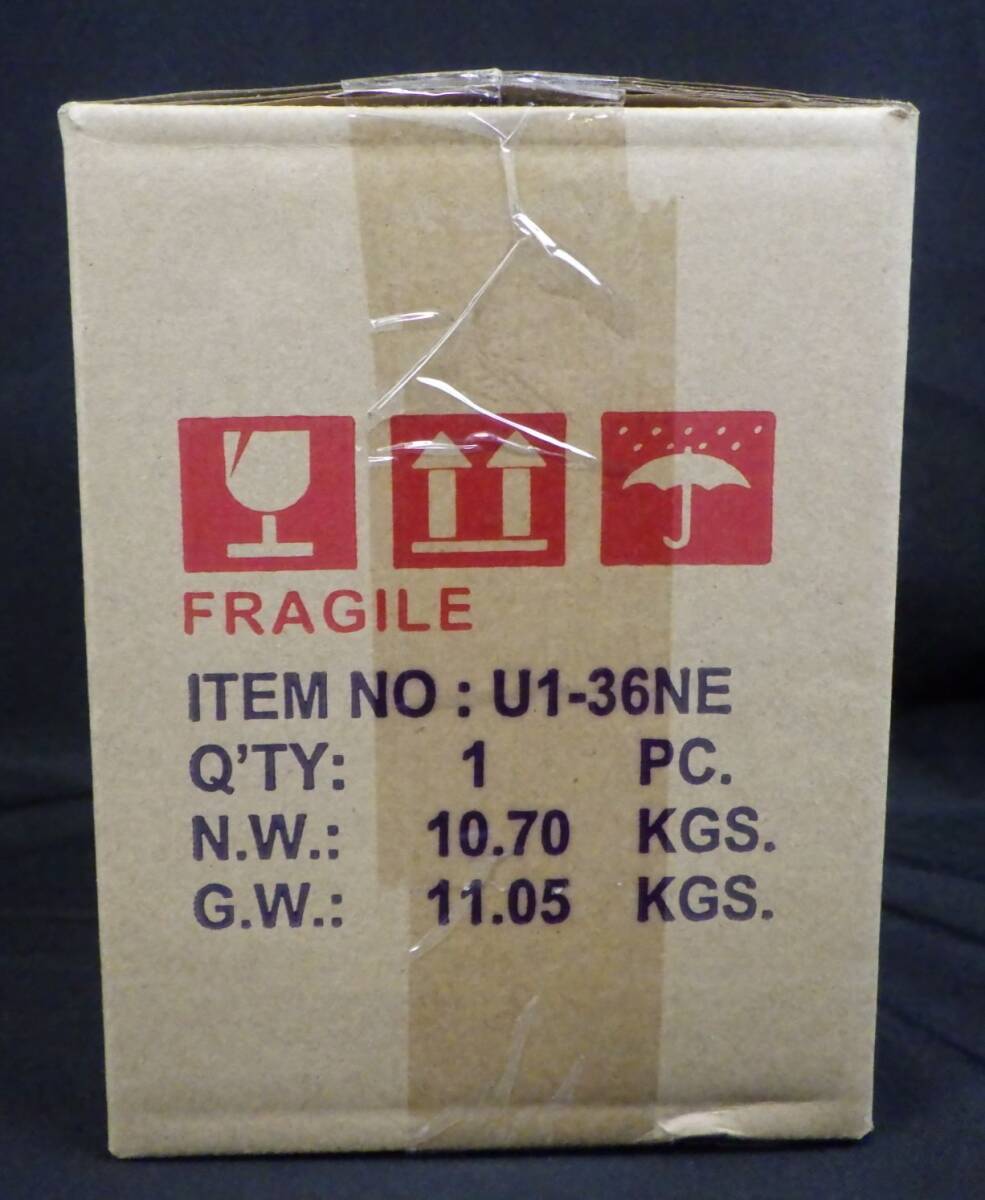 FRAGILE
ITEM NO : U1-36NE
Q'TY: 1 PC.
N.W.: 10.70 KGS.
G.W.: 11.05 KGS.